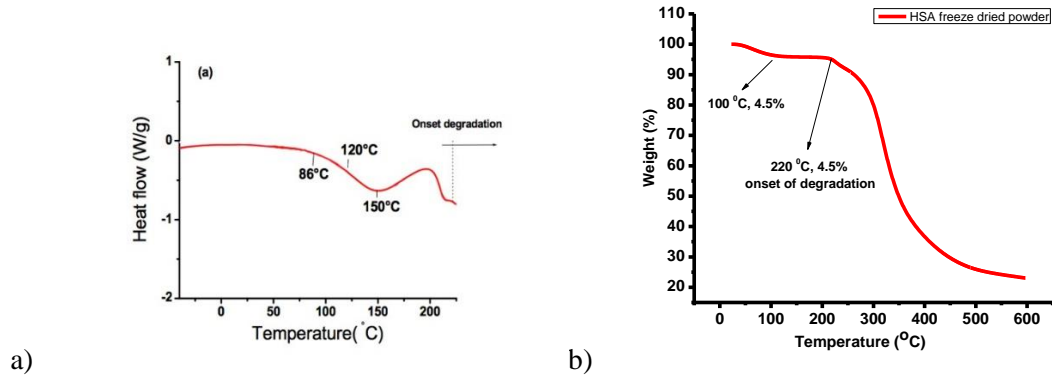 (a)
Onset degradation
86°C
120°C
150°C
1
0
-1
-2
Heat flow (W/g)
0 50 100 150 200
Temperature(°C)
a)
HSA freeze dried powder
110
100
90
80
70
60
50
40
30
20
Weight (%)
100 ⁰C, 4.5%
220 ⁰C, 4.5%
onset of degradation
0 100 200 300 400 500 600
Temperature (⁰C)
b)